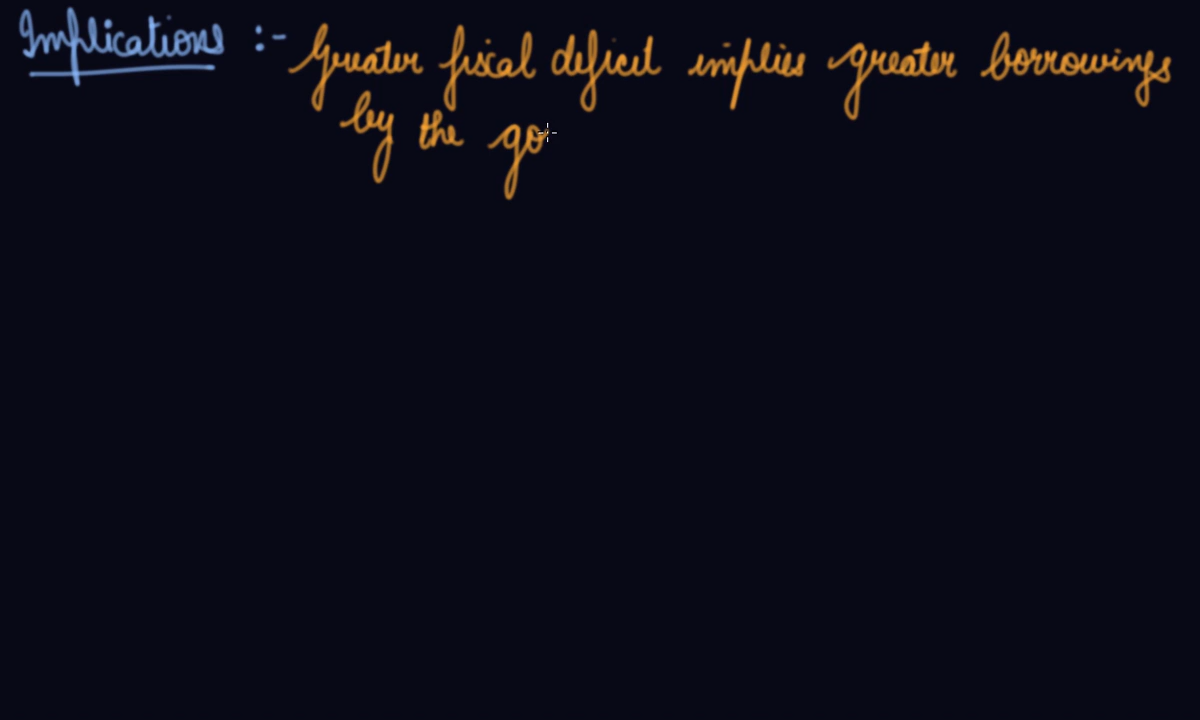 Implications :- Greater fiscal deficit implies greater borrowings
by the go